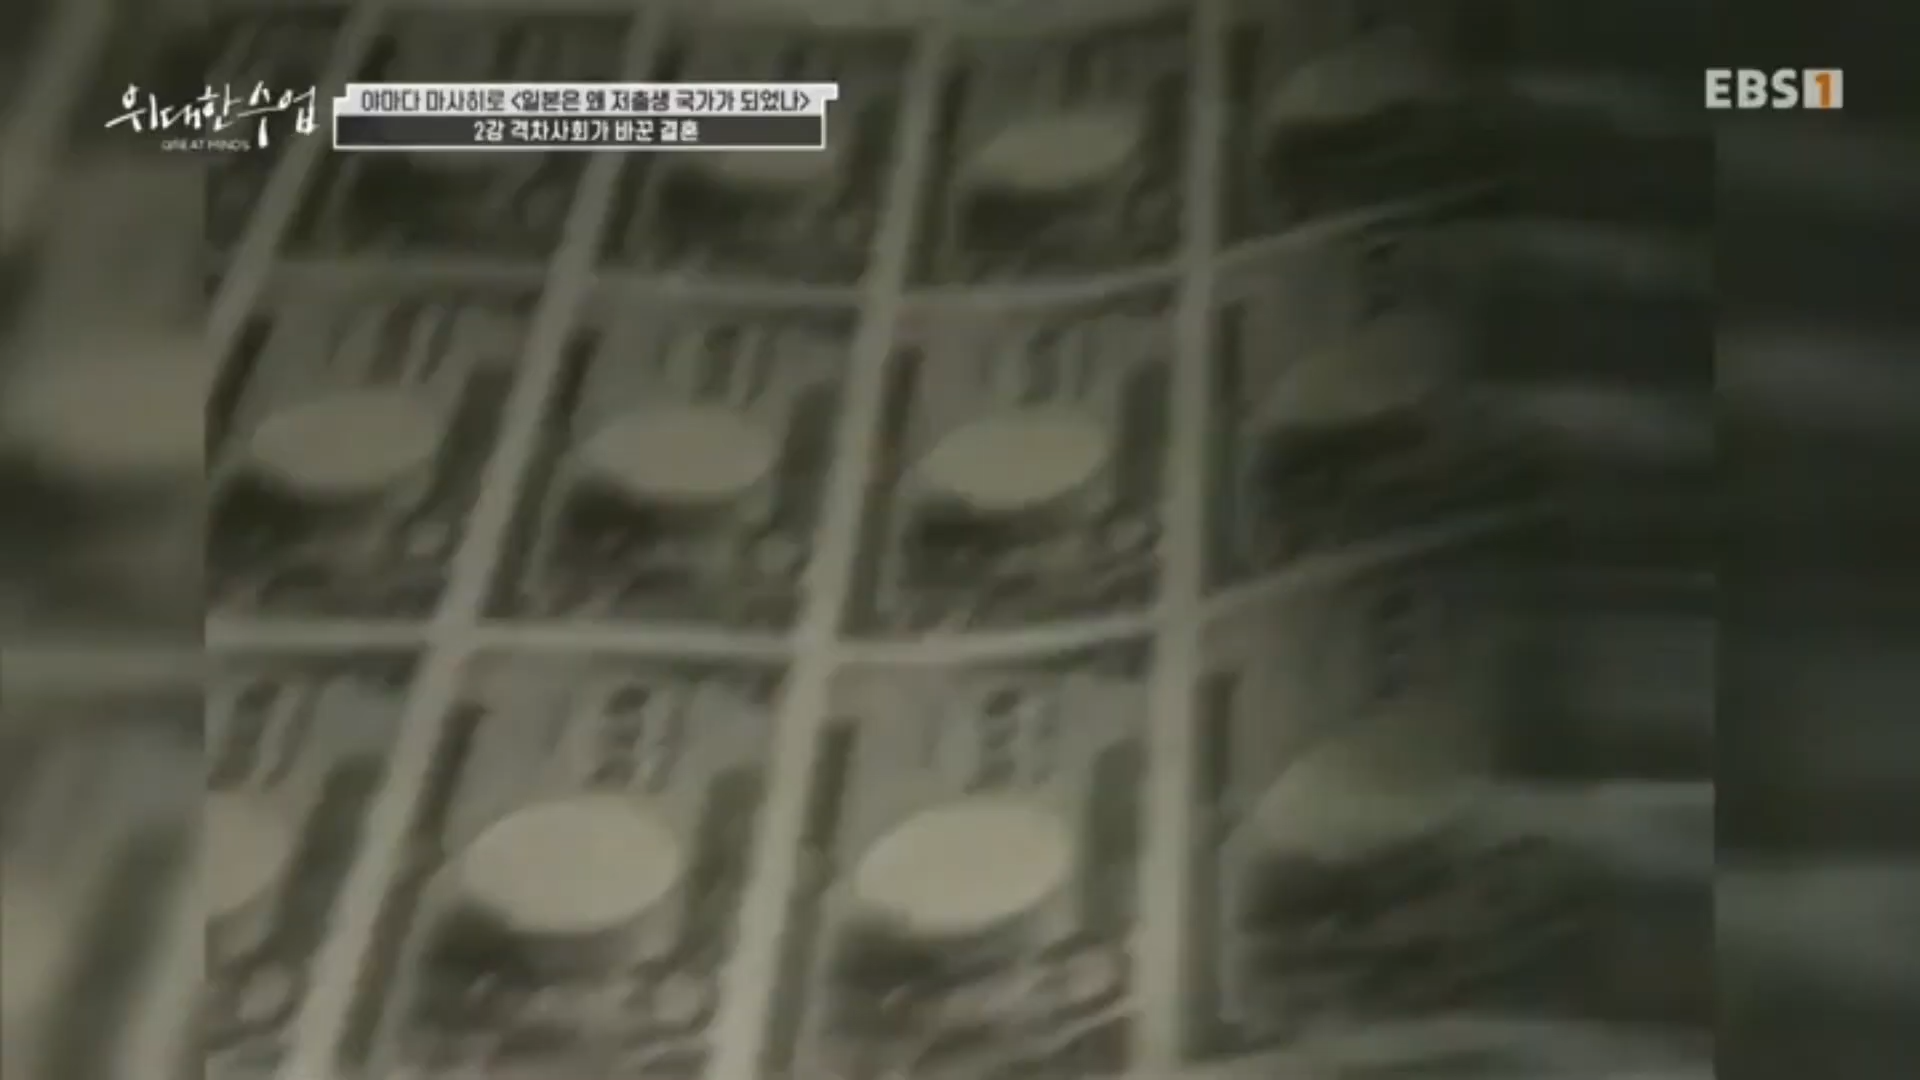 위대한 수업
GREAT MINDS
야마다 마사히로 <일본은 왜 저출생 국가가 되었나>
2강 격차사회가 바꾼 결혼
EBS1